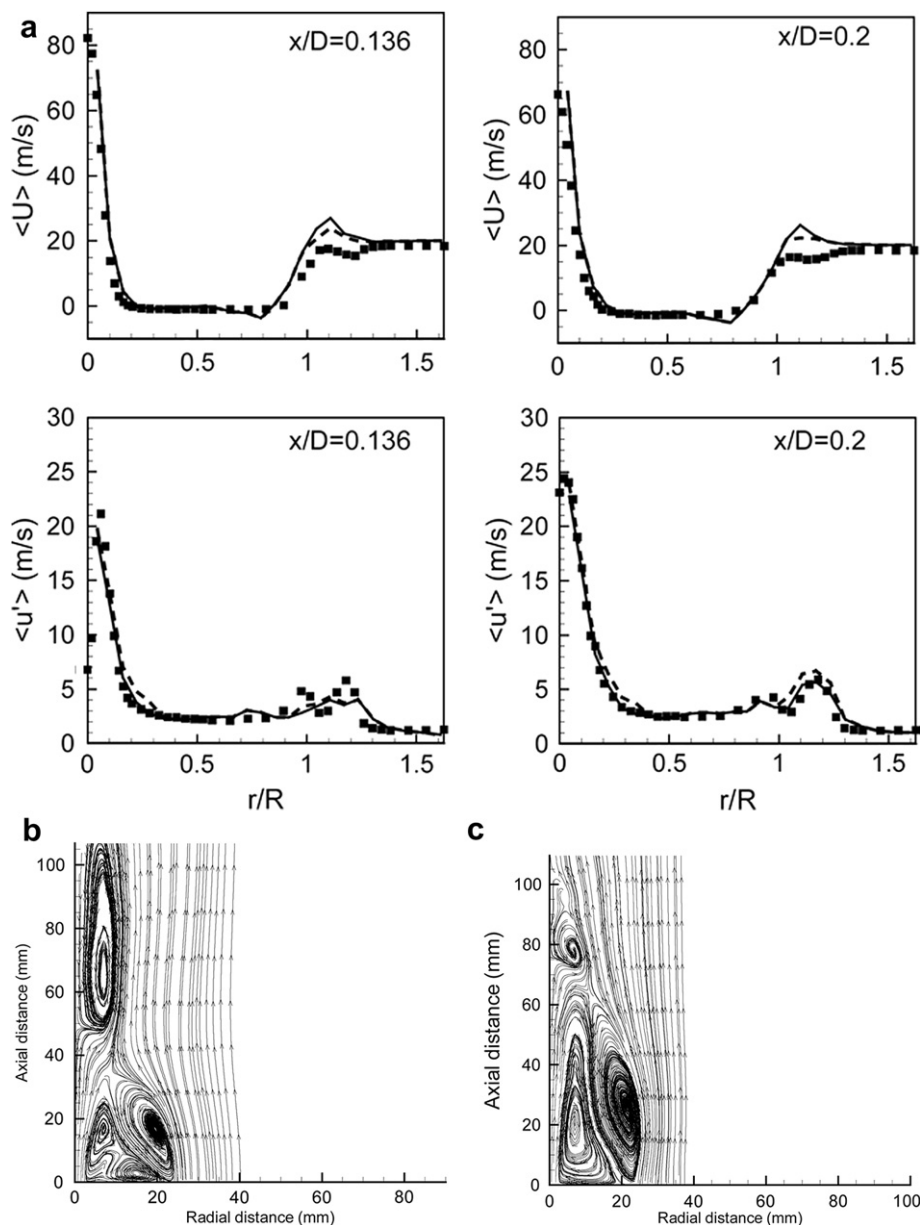 a
x/D=0.136
<U> (m/s)
80
60
40
20
0
0 0.5 1 1.5
x/D=0.2
<U> (m/s)
80
60
40
20
0
0 0.5 1 1.5
x/D=0.136
<u'> (m/s)
30
25
20
15
10
5
0
0 0.5 1 1.5
r/R
x/D=0.2
<u'> (m/s)
30
25
20
15
10
5
0
0 0.5 1 1.5
r/R
b
Axial distance (mm)
100
80
60
40
20
0
0 20 40 60 80
Radial distance (mm)
c
Axial distance (mm)
100
80
60
40
20
0
0 20 40 60 80 100
Radial distance (mm)